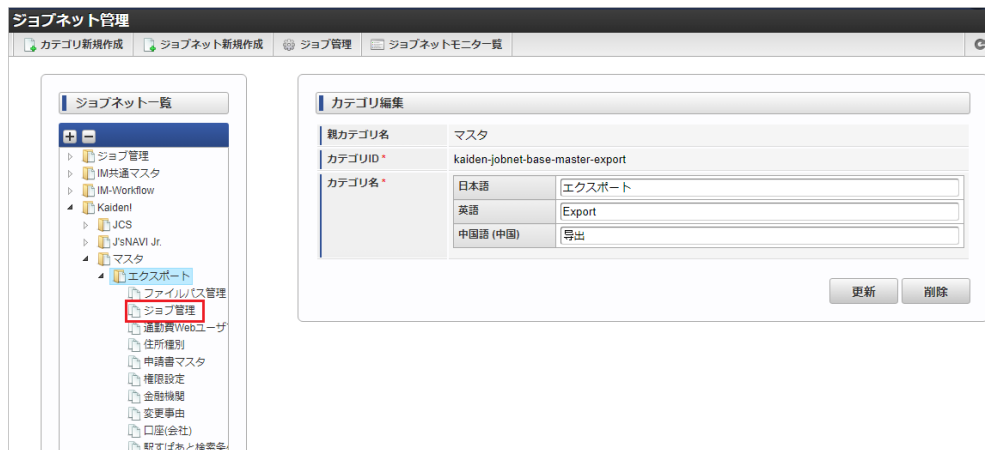 ジョブネット管理
カテゴリ新規作成 ジョブネット新規作成 ジョブ管理 ジョブネットモニター覧
ジョブネット一覧
ジョブ管理
IM共通マスタ
IM-Workflow
Kaiden!
JCS
J'sNAVI Jr.
マスタ
エクスポート
ファイルパス管理
ジョブ管理
通勤費Webユーザ
住所種別
申請書マスタ
権限設定
金融機関
変更事由
口座(会社)
駅すぱあと検索条
カテゴリ編集
親カテゴリ名 マスタ
カテゴリID* kaiden-jobnet-base-master-export
カテゴリ名* 日本語 エクスポート
英語 Export
中国語 (中国) 导出
更新 削除